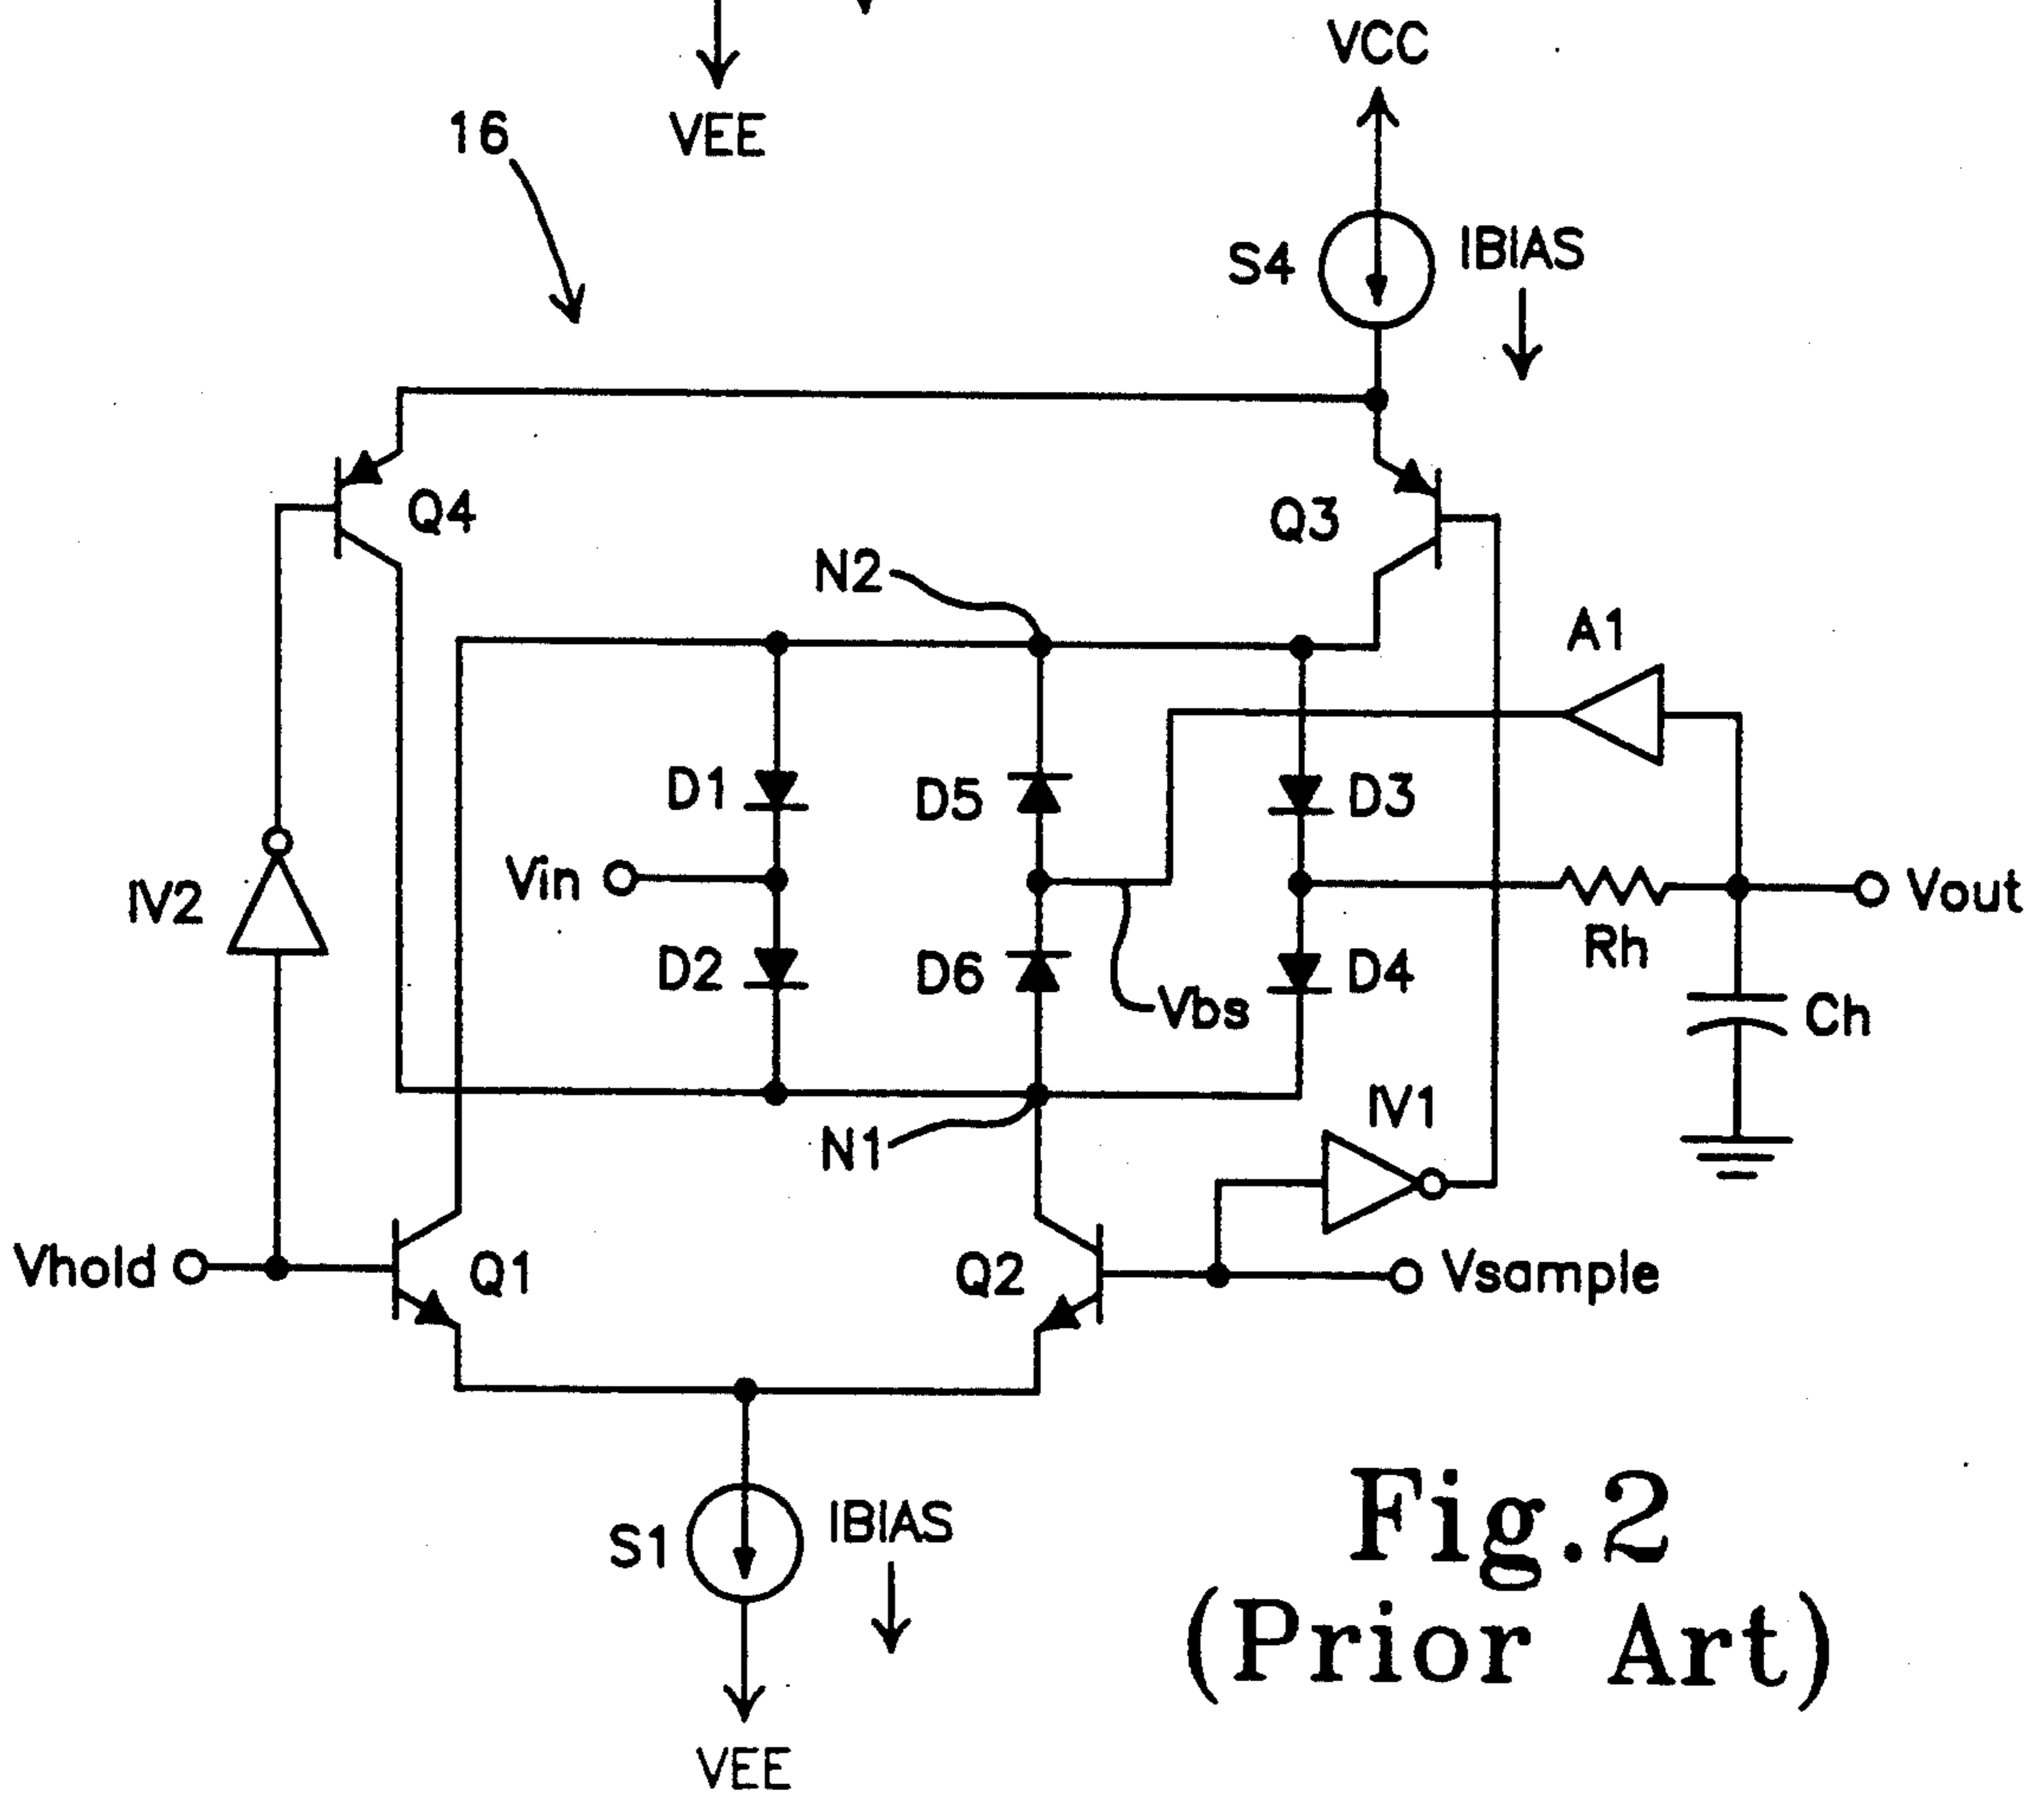 VCC
VEE
16
S4
IBIAS
Q4
Q3
N2
A1
D1
D5
D3
Vin
Vout
IV2
Rh
D2
D6
D4
Vbs
Ch
N1
IV1
Vhold
Q1
Q2
Vsample
S1
IBIAS
VEE
Fig.2
(Prior Art)